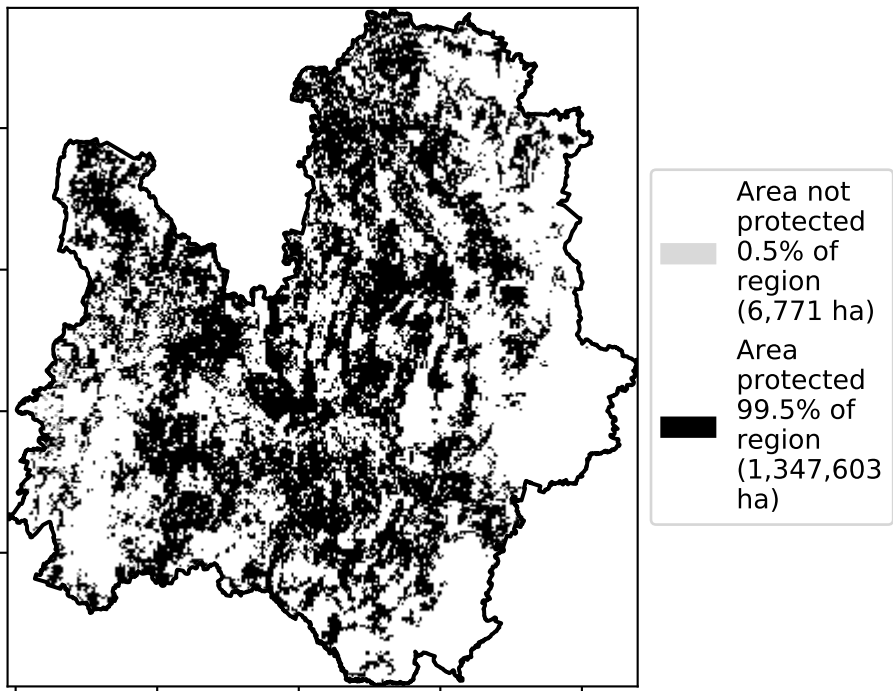 Area not
protected
0.5% of
region
(6,771 ha)
Area
protected
99.5% of
region
(1,347,603
ha)